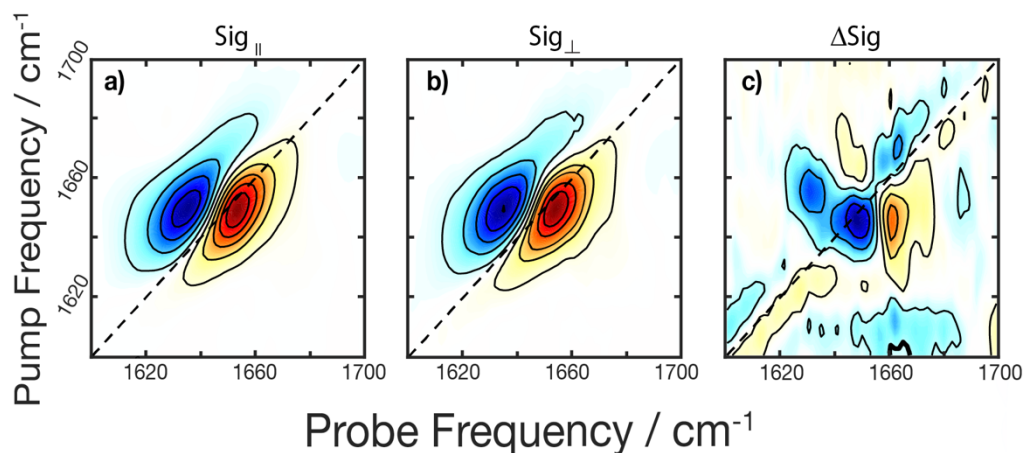 Sig∥ Sig⊥ ΔSig
a) b) c)
Pump Frequency / cm⁻¹
1700
1660
1620
1620 1660 1700 1620 1660 1700 1620 1660 1700
Probe Frequency / cm⁻¹